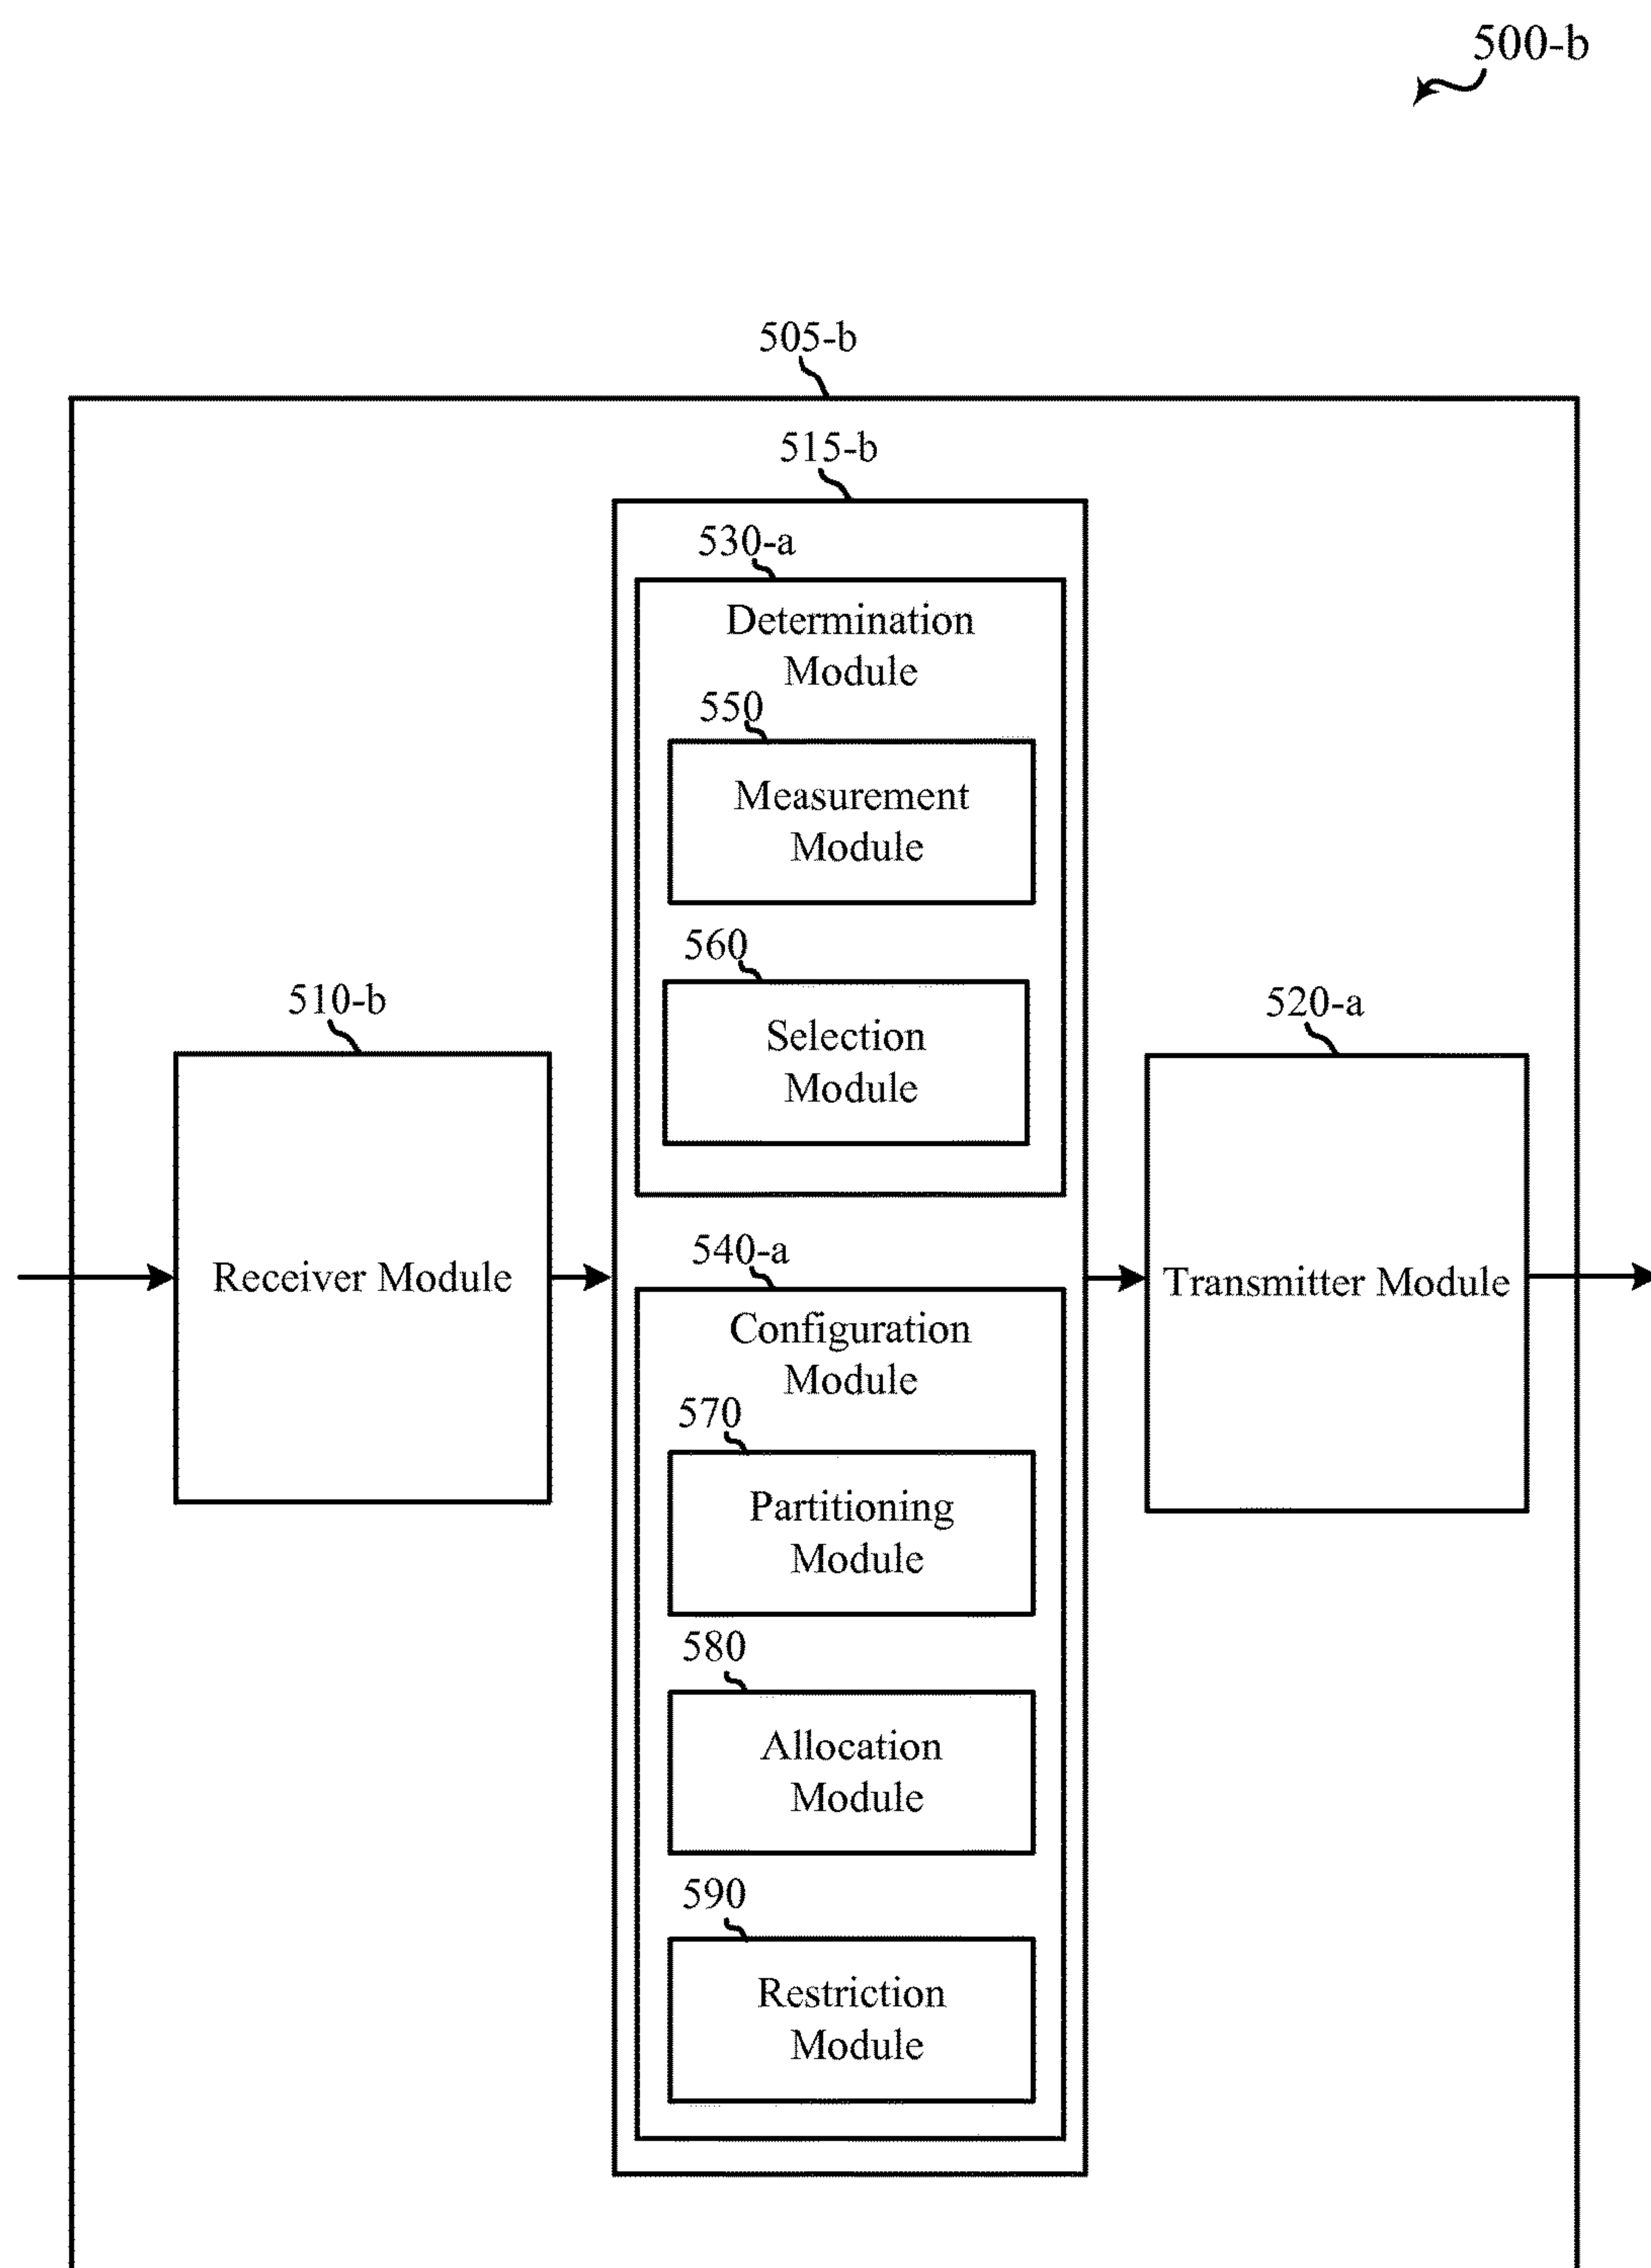 500-b
505-b
515-b
530-a
Determination
Module
550
Measurement
Module
560
Selection
Module
510-b
Receiver Module
520-a
Transmitter Module
540-a
Configuration
Module
570
Partitioning
Module
580
Allocation
Module
590
Restriction
Module